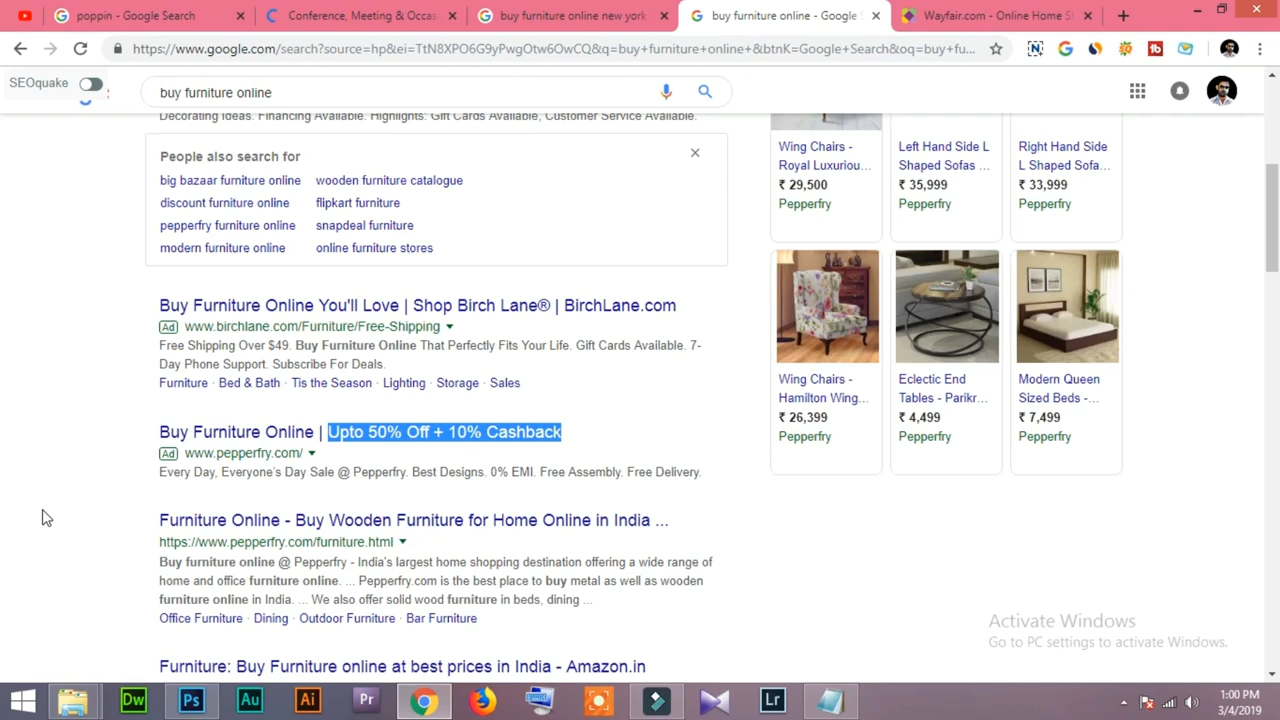 poppin - Google Search
Conference, Meeting & Occas
buy furniture online new york
buy furniture online - Google S
Wayfair.com - Online Home St
https://www.google.com/search?source=hp&ei=TtN8XPO6G9yPwgOtw6OwCQ&q=buy+furniture+online+&btnK=Google+Search&oq=buy+fu...
SEOquake
buy furniture online
Decorating Ideas. Financing Available. Highlights: Gift Cards Available, Customer Service Available.
People also search for
big bazaar furniture online
wooden furniture catalogue
discount furniture online
flipkart furniture
pepperfry furniture online
snapdeal furniture
modern furniture online
online furniture stores
Buy Furniture Online You'll Love | Shop Birch Lane® | BirchLane.com
Ad www.birchlane.com/Furniture/Free-Shipping
Free Shipping Over $49. Buy Furniture Online That Perfectly Fits Your Life. Gift Cards Available. 7-
Day Phone Support. Subscribe For Deals.
Furniture · Bed & Bath · Tis the Season · Lighting · Storage · Sales
Buy Furniture Online | Upto 50% Off + 10% Cashback
Ad www.pepperfry.com/
Every Day, Everyone's Day Sale @ Pepperfry. Best Designs. 0% EMI. Free Assembly. Free Delivery.
Furniture Online - Buy Wooden Furniture for Home Online in India ...
https://www.pepperfry.com/furniture.html
Buy furniture online @ Pepperfry - India's largest home shopping destination offering a wide range of
home and office furniture online. ... Pepperfry.com is the best place to buy metal as well as wooden
furniture online in India. ... We also offer solid wood furniture in beds, dining ...
Office Furniture · Dining · Outdoor Furniture · Bar Furniture
Furniture: Buy Furniture online at best prices in India - Amazon.in
Wing Chairs -
Royal Luxuriou...
₹ 29,500
Pepperfry
Left Hand Side L
Shaped Sofas ...
₹ 35,999
Pepperfry
Right Hand Side
L Shaped Sofa...
₹ 33,999
Pepperfry
Wing Chairs -
Hamilton Wing...
₹ 26,399
Pepperfry
Eclectic End
Tables - Parikr...
₹ 4,499
Pepperfry
Modern Queen
Sized Beds -...
₹ 7,499
Pepperfry
Activate Windows
Go to PC settings to activate Windows.
Dw
Ps
Au
Ai
Pr
Lr
1:00 PM
3/4/2019